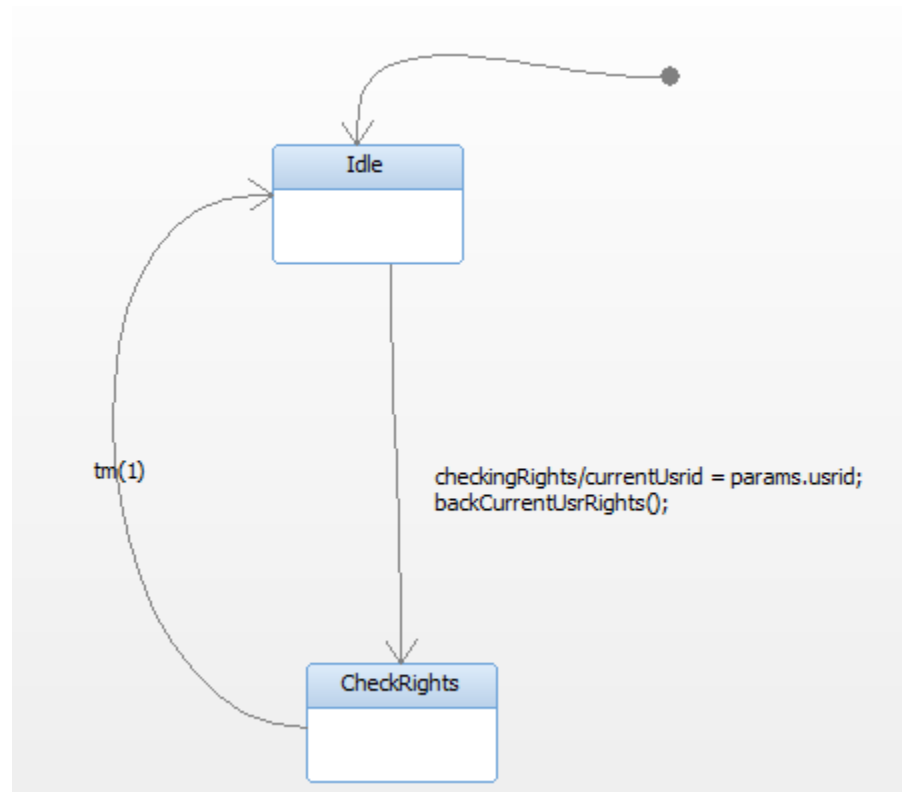 Idle
tm(1)
checkingRights/currentUsrid = params.usrid;
backCurrentUsrRights();
CheckRights